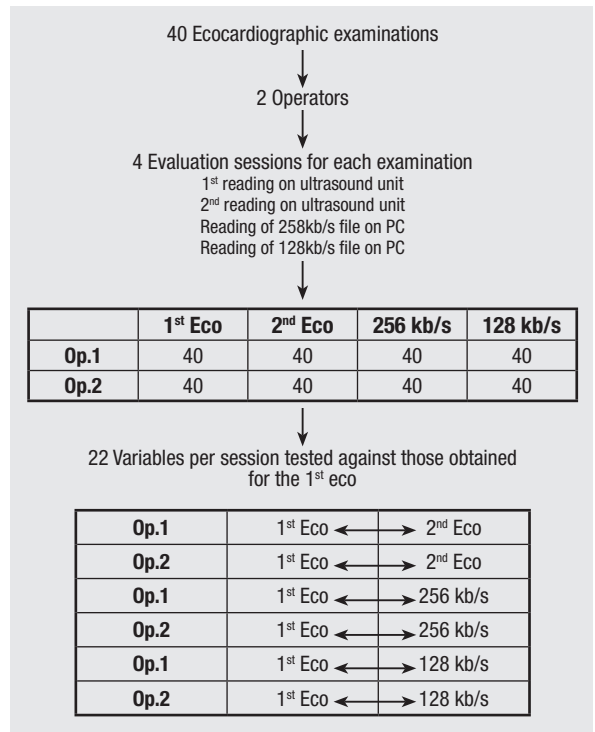 40 Ecocardiographic examinations
2 Operators
4 Evaluation sessions for each examination
1st reading on ultrasound unit
2nd reading on ultrasound unit
Reading of 258kb/s file on PC
Reading of 128kb/s file on PC
1st Eco 2nd Eco 256 kb/s 128 kb/s
Op.1 40 40 40 40
Op.2 40 40 40 40
22 Variables per session tested against those obtained
for the 1st eco
Op.1 1st Eco 2nd Eco
Op.2 1st Eco 2nd Eco
Op.1 1st Eco 256 kb/s
Op.2 1st Eco 256 kb/s
Op.1 1st Eco 128 kb/s
Op.2 1st Eco 128 kb/s